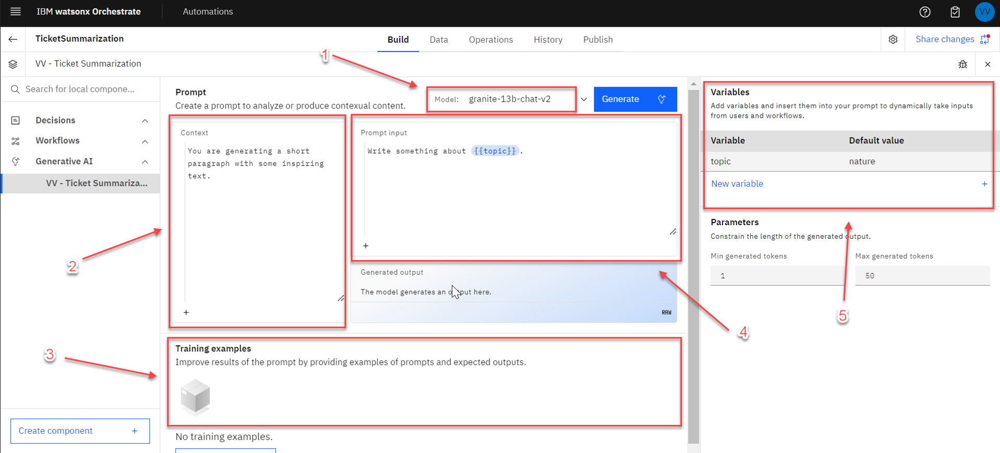 IBM watsonx Orchestrate
Automations
VV
TicketSummarization
Build
Data
Operations
History
Publish
Share changes
VV - Ticket Summarization
1
Search for local compone...
Decisions
Workflows
Generative AI
VV - Ticket Summariza...
Create component +
Prompt
Create a prompt to analyze or produce contexual content.
Model: granite-13b-chat-v2
Generate
Context
You are generating a short
paragraph with some inspiring
text.
+
2
Prompt input
Write something about {{topic}}.
+
Generated output
The model generates an output here.
RAW
4
3
Training examples
Improve results of the prompt by providing examples of prompts and expected outputs.
No training examples.
Variables
Add variables and insert them into your prompt to dynamically take inputs
from users and workflows.
Variable Default value
topic nature
New variable +
Parameters
Constrain the length of the generated output.
Min generated tokens Max generated tokens
1 50
5